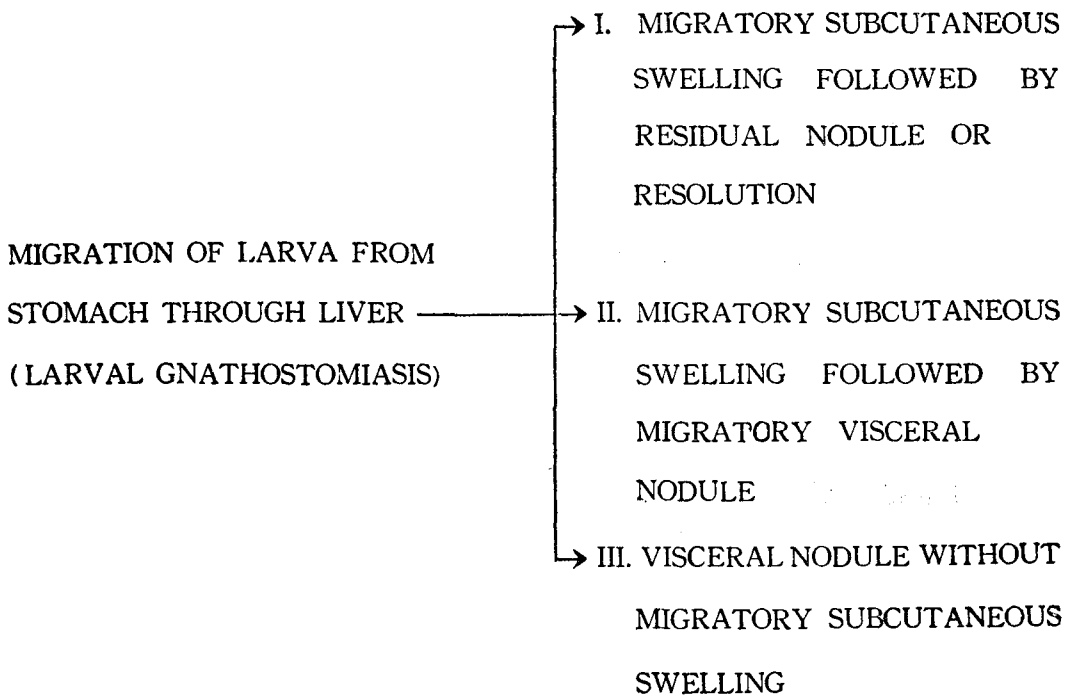 MIGRATION OF LARVA FROM
STOMACH THROUGH LIVER
(LARVAL GNATHOSTOMIASIS)
I. MIGRATORY SUBCUTANEOUS
SWELLING FOLLOWED BY
RESIDUAL NODULE OR
RESOLUTION
II. MIGRATORY SUBCUTANEOUS
SWELLING FOLLOWED BY
MIGRATORY VISCERAL
NODULE
III. VISCERAL NODULE WITHOUT
MIGRATORY SUBCUTANEOUS
SWELLING